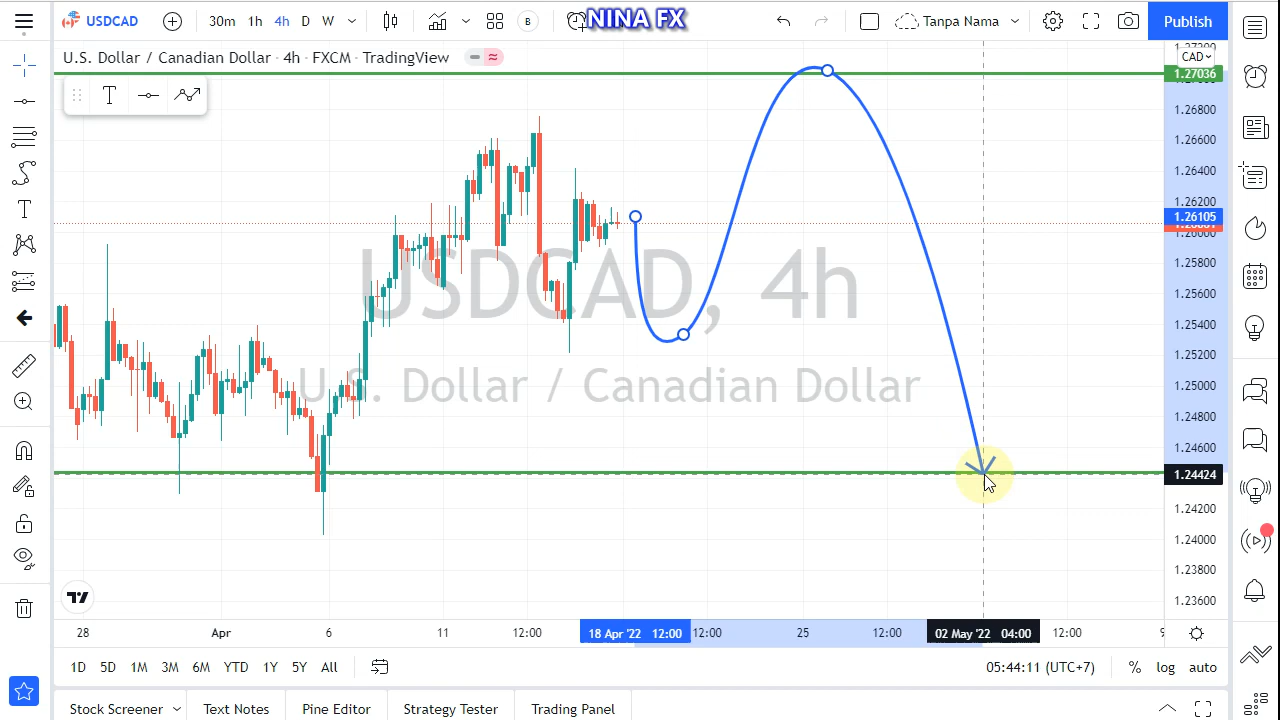 USDCAD
30m 1h 4h D W
B
NINA FX
Tanpa Nama
Publish
U.S. Dollar / Canadian Dollar · 4h · FXCM · TradingView
CAD
1.27036
1.26800
1.26600
1.26400
1.26200
1.26105
1.26000
1.25800
1.25600
1.25400
1.25200
1.25000
1.24800
1.24600
1.24424
1.24200
1.24000
1.23800
1.23600
USDCAD, 4h
U.S. Dollar / Canadian Dollar
T
T
28 Apr 6 11 12:00 18 Apr '22 12:00 12:00 25 12:00 02 May '22 04:00 12:00
1D 5D 1M 3M 6M YTD 1Y 5Y All
05:44:11 (UTC+7) % log auto
Stock Screener Text Notes Pine Editor Strategy Tester Trading Panel